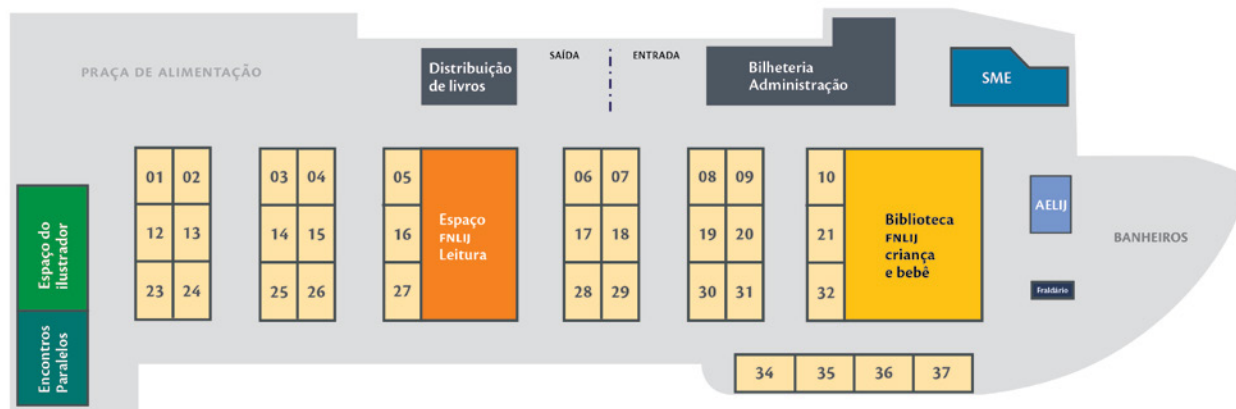 PRAÇA DE ALIMENTAÇÃO
Distribuição
de livros
SAÍDA
ENTRADA
Bilheteria
Administração
SME
01 02
03 04
05
06 07
08 09
10
12 13
14 15
16
17 18
19 20
21
23 24
25 26
27
28 29
30 31
32
Espaço
FNLIJ
Leitura
Biblioteca
FNLIJ
criança
e bebê
AELIJ
BANHEIROS
Fraldário
Espaço do
ilustrador
Encontros
Paralelos
34 35 36 37